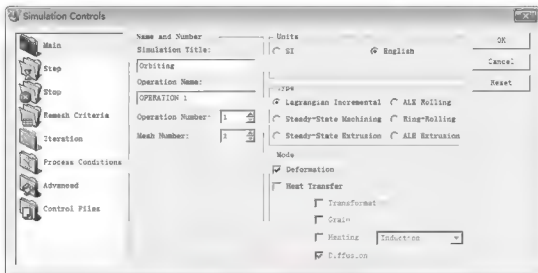 Simulation Controls
Main
Step
Stop
Remesh Criteria
Iteration
Process Conditions
Advanced
Control Files
Name and Number
Simulation Title:
Orbiting
Operation Name:
OPERATION 1
Operation Number: 1
Mesh Number:
Units
SI English
Type
Lagrangian Incremental ALE Rolling
Steady-State Machining Ring-Rolling
Steady-State Extrusion ALE Extrusion
Mode
Deformation
Heat Transfer
Transformat
Grain
Heating Induction
Diffusion
OK
Cancel
Reset